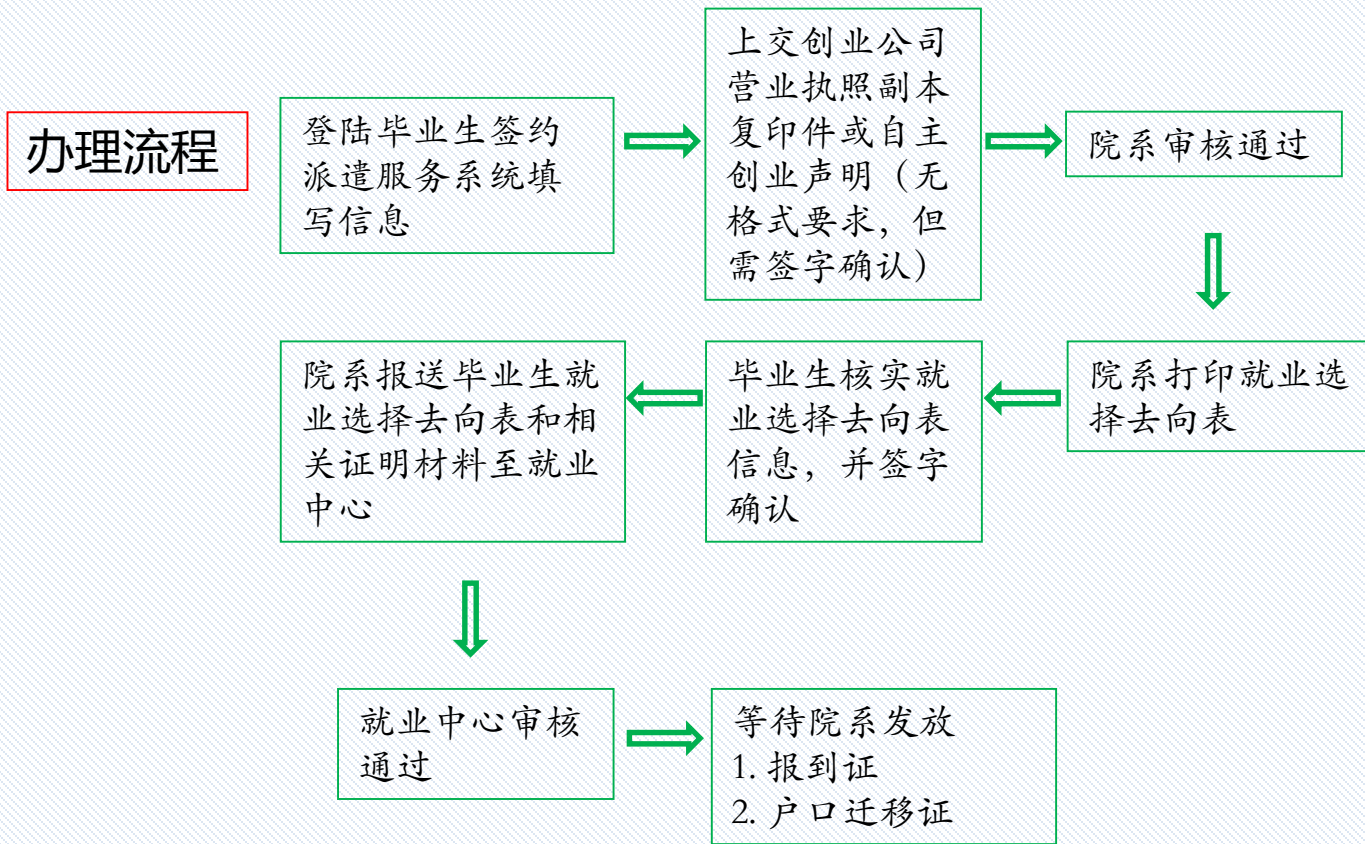 办理流程
登陆毕业生签约
派遣服务系统填
写信息
上交创业公司
营业执照副本
复印件或自主
创业声明（无
格式要求，但
需签字确认）
院系审核通过
院系打印就业选
择去向表
毕业生核实就
业选择去向表
信息，并签字
确认
院系报送毕业生就
业选择去向表和相
关证明材料至就业
中心
就业中心审核
通过
等待院系发放
1. 报到证
2. 户口迁移证